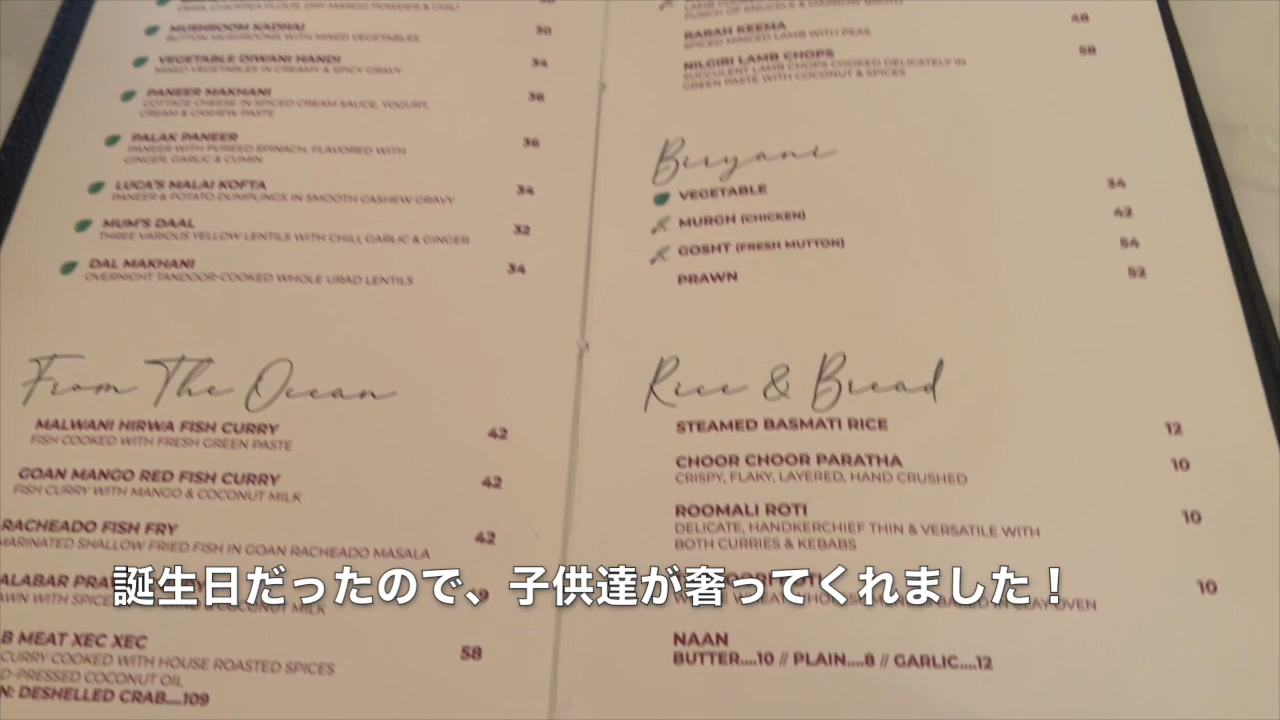 MUSHROOM KADHAI 30
BUTTON MUSHROOMS WITH MIXED VEGETABLES
VEGETABLE DIWANI HANDI 34
MIXED VEGETABLES IN CREAMY & SPICY GRAVY
PANEER MAKHANI 36
COTTAGE CHEESE IN SPICED CREAM SAUCE, YOGURT,
CREAM & CASHEW PASTE
PALAK PANEER 36
PANEER WITH PUREED SPINACH, FLAVORED WITH
GINGER, GARLIC & CUMIN
LUCA'S MALAI KOFTA 34
PANEER & POTATO DUMPLINGS IN SMOOTH CASHEW GRAVY
MUM'S DAAL 32
THREE VARIOUS YELLOW LENTILS WITH CHILI, GARLIC & GINGER
DAL MAKHANI 34
OVERNIGHT TANDOOR-COOKED WHOLE URAD LENTILS
From The Ocean
MALWANI HIRWA FISH CURRY 42
FISH COOKED WITH FRESH GREEN PASTE
GOAN MANGO RED FISH CURRY 42
FISH CURRY WITH MANGO & COCONUT MILK
RACHEADO FISH FRY 42
MARINATED SHALLOW FRIED FISH IN GOAN RACHEADO MASALA
B MEAT XEC XEC 58
CURRY COOKED WITH HOUSE ROASTED SPICES
D-PRESSED COCONUT OIL
N: DESHELLED CRAB....109
BARAH KEEMA 48
SPICED MINCED LAMB WITH PEAS
NILGIRI LAMB CHOPS 58
SUCCULENT LAMB CHOPS COOKED DELICATELY IN
GREEN PASTE WITH COCONUT & SPICES
Biryani
VEGETABLE 34
MURGH (CHICKEN) 42
GOSHT (FRESH MUTTON) 54
PRAWN 52
Rice & Bread
STEAMED BASMATI RICE 12
CHOOR CHOOR PARATHA 10
CRISPY, FLAKY, LAYERED, HAND CRUSHED
ROOMALI ROTI 10
DELICATE, HANDKERCHIEF THIN & VERSATILE WITH
BOTH CURRIES & KEBABS
10
NAAN
BUTTER....10 // PLAIN....8 // GARLIC....12
誕生日だったので、子供達が奢ってくれました！